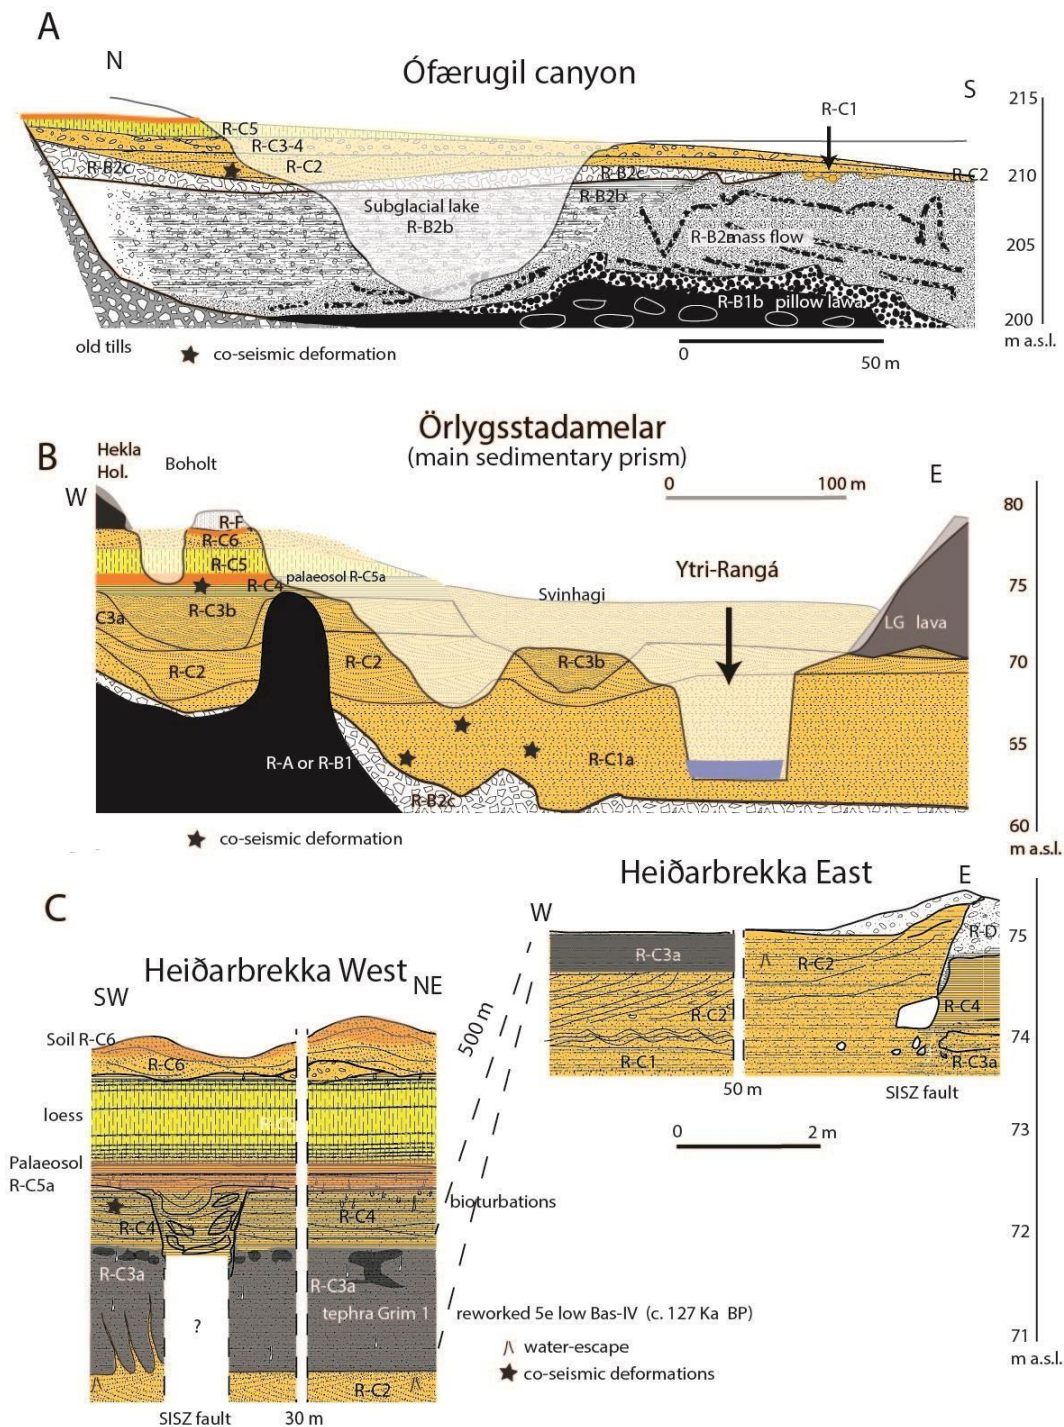 A
N
Ófærugil canyon
S
215
R-C1
R-C5
R-C3-4
R-C2
R-B2c
R-B2c
R-C2
210
R-B2b
Subglacial lake
R-B2b
R-B2a mass flow
205
R-B1b pillow lawa
200
m a.s.l.
old tills
co-seismic deformation
0
50 m
Örlygsstadamelar
(main sedimentary prism)
B
Hekla
Hol.
Boholt
W
0
100 m
E
80
R-F
R-C6
R-C5
palaeosol R-C5a
R-C4
Ytri-Rangá
75
Svinhagi
C3a
R-C3b
LG lava
R-C2
R-C2
R-C3b
70
R-A or R-B1
R-C1a
65
R-B2c
60
m a.s.l.
co-seismic deformation
Heiðarbrekka East
C
W
E
R-D
75
R-C3a
R-C2
Heiðarbrekka West
SW
NE
R-C2
R-C4
500 m
Soil R-C6
R-C6
R-C1
R-C3a
74
50 m
SISZ fault
loess
0
2 m
73
Palaeosol
R-C5a
bioturbations
R-C4
R-C4
72
R-C3a
R-C3a
tephra Grim 1
reworked 5e low Bas-IV (c. 127 Ka BP)
?
water-escape
71
m a.s.l.
co-seismic deformations
R-C2
SISZ fault
30 m